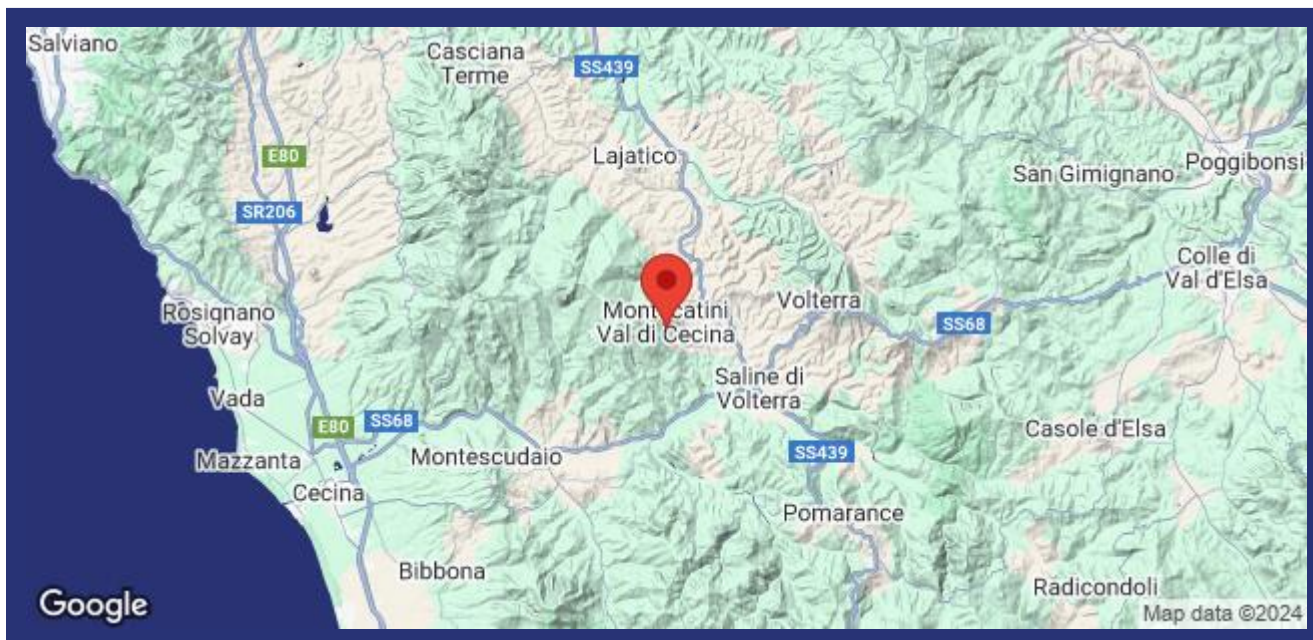 Salviano
Casciana
Terme
SS439
E80
Lajatico
Poggibonsi
San Gimignano
SR206
Colle di
Val d'Elsa
Rosignano
Solvay
Montecatini
Val di Cecina
Volterra
SS68
Saline di
Volterra
Vada
SS68
E80
Casole d'Elsa
Mazzanta
Montescudaio
SS439
Cecina
Pomarance
Bibbona
Radicondoli
Google
Map data ©2024